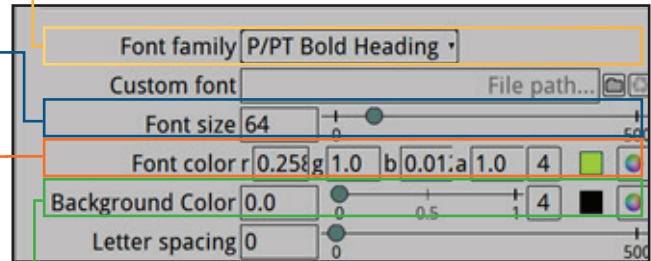 Font family P/PT Bold Heading
Custom font File path...
Font size 64 0 500
Font color r 0.258 g 1.0 b 0.01 a 1.0 4
Background Color 0.0 0 0.5 1 4
Letter spacing 0 0 500